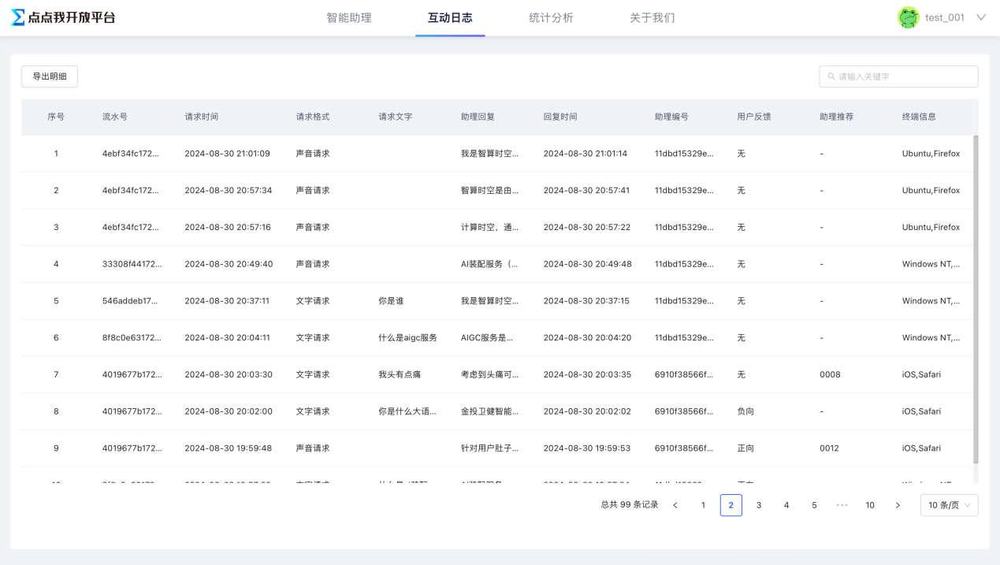 点点我开放平台 智能助理 互动日志 统计分析 关于我们 test_001
导出明细 请输入关键字
序号 流水号 请求时间 请求格式 请求文字 助理回复 回复时间 助理编号 用户反馈 助理推荐 终端信息
1 4ebf34fc172... 2024-08-30 21:01:09 声音请求 我是智算时空... 2024-08-30 21:01:14 11dbd15329e... 无 - Ubuntu,Firefox
2 4ebf34fc172... 2024-08-30 20:57:34 声音请求 智算时空是由... 2024-08-30 20:57:41 11dbd15329e... 无 - Ubuntu,Firefox
3 4ebf34fc172... 2024-08-30 20:57:16 声音请求 计算时空，通... 2024-08-30 20:57:22 11dbd15329e... 无 - Ubuntu,Firefox
4 33308f44172... 2024-08-30 20:49:40 声音请求 AI装配服务（... 2024-08-30 20:49:48 11dbd15329e... 无 - Windows NT,...
5 546addeb17... 2024-08-30 20:37:11 文字请求 你是谁 我是智算时空... 2024-08-30 20:37:15 11dbd15329e... 无 - Windows NT,...
6 8f8c0e63172... 2024-08-30 20:04:11 文字请求 什么是aigc服务 AIGC服务是... 2024-08-30 20:04:20 11dbd15329e... 无 - Windows NT,...
7 4019677b172... 2024-08-30 20:03:30 文字请求 我头有点痛 考虑到头痛可... 2024-08-30 20:03:35 6910f38566f... 无 0008 iOS,Safari
8 4019677b172... 2024-08-30 20:02:00 文字请求 你是什么大语... 金投卫健智能... 2024-08-30 20:02:02 6910f38566f... 负向 - iOS,Safari
9 4019677b172... 2024-08-30 19:59:48 声音请求 针对用户肚子... 2024-08-30 19:59:53 6910f38566f... 正向 0012 iOS,Safari
总共 99 条记录 1 2 3 4 5 ••• 10 10 条/页